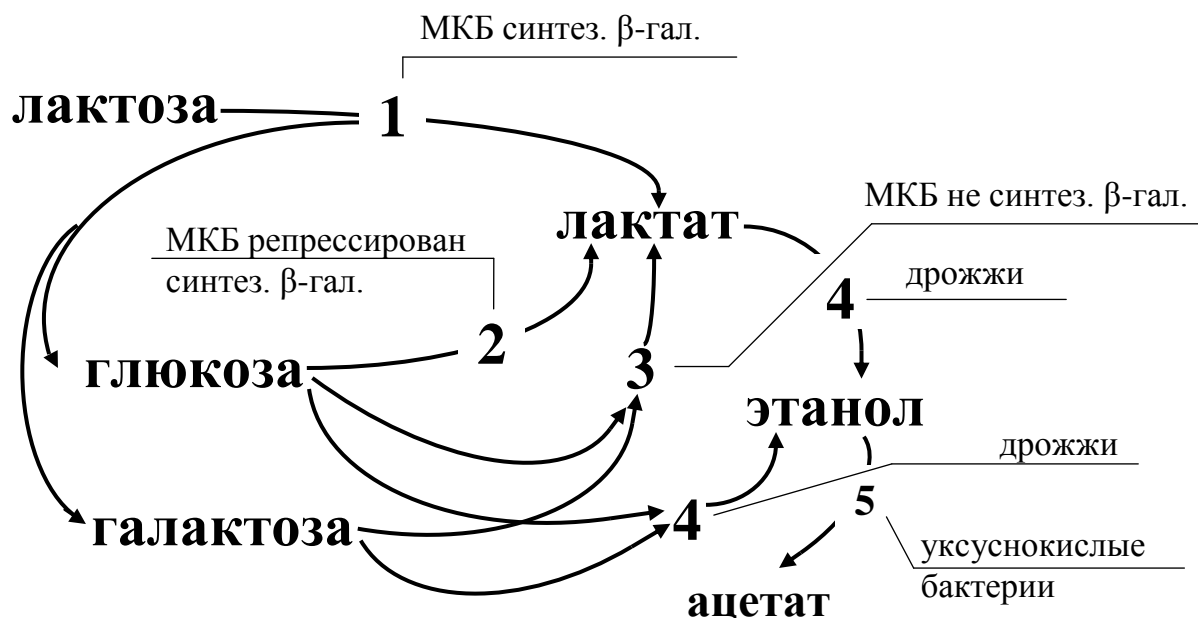 МКБ синтез. β-гал.
лактоза
1
МКБ не синтез. β-гал.
лактат
МКБ репрессирован
синтез. β-гал.
дрожжи
4
2
глюкоза
3
этанол
дрожжи
5
4
галактоза
уксуснокислые
бактерии
ацетат